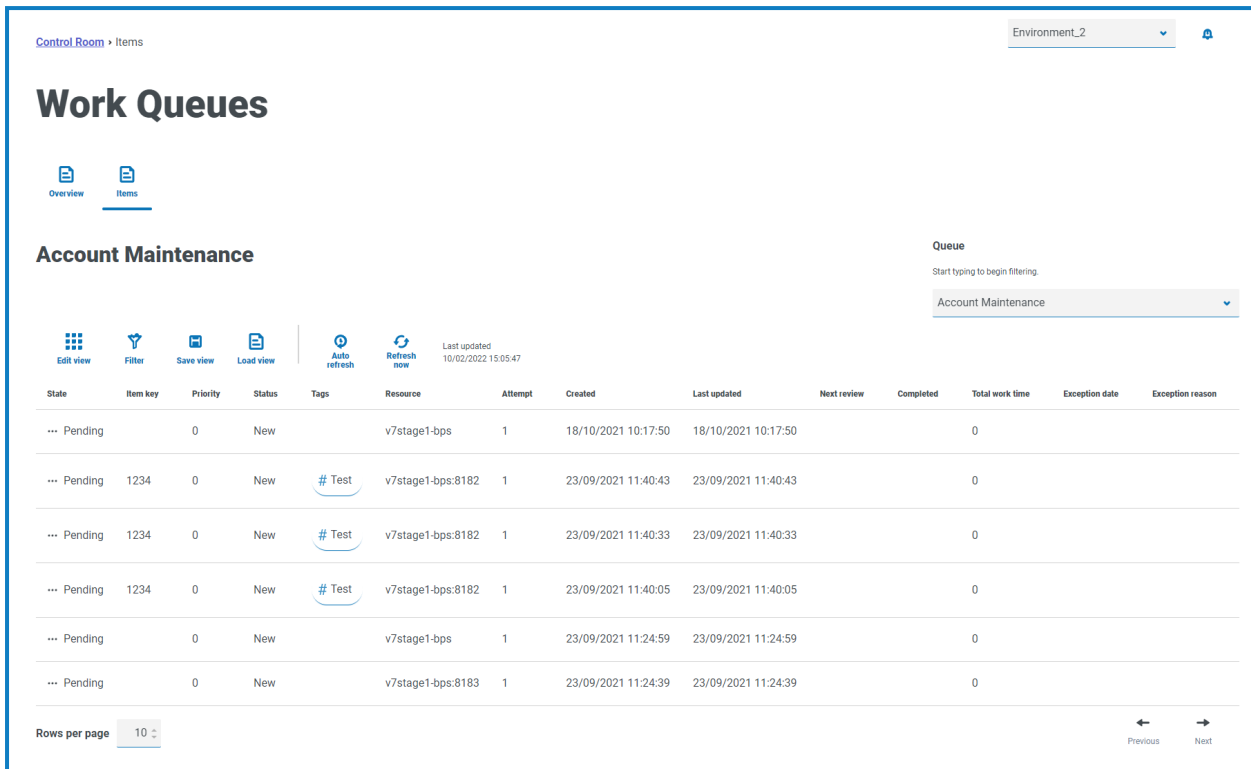 Control Room › Items
Environment_2
Work Queues
Overview Items
Account Maintenance
Queue
Start typing to begin filtering.
Account Maintenance
Edit view Filter Save view Load view Auto refresh Refresh now Last updated 10/02/2022 15:05:47
State Item key Priority Status Tags Resource Attempt Created Last updated Next review Completed Total work time Exception date Exception reason
••• Pending 0 New v7stage1-bps 1 18/10/2021 10:17:50 18/10/2021 10:17:50 0
••• Pending 1234 0 New # Test v7stage1-bps:8182 1 23/09/2021 11:40:43 23/09/2021 11:40:43 0
••• Pending 1234 0 New # Test v7stage1-bps:8182 1 23/09/2021 11:40:33 23/09/2021 11:40:33 0
••• Pending 1234 0 New # Test v7stage1-bps:8182 1 23/09/2021 11:40:05 23/09/2021 11:40:05 0
••• Pending 0 New v7stage1-bps 1 23/09/2021 11:24:59 23/09/2021 11:24:59 0
••• Pending 0 New v7stage1-bps:8183 1 23/09/2021 11:24:39 23/09/2021 11:24:39 0
Rows per page 10
Previous Next